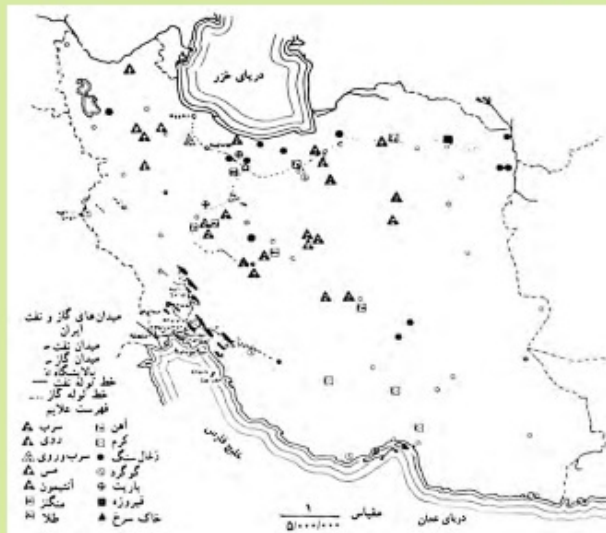 دریای خزر
میدان‌های گاز و نفت
ایران
میدان نفت
میدان گاز
پالایشگاه
خط لوله نفت
خط لوله گاز
فهرست علایم
سرب
روی
سرب‌وروی
مس
آنتیمون
منگنز
طلا
آهن
کرم
زغال‌سنگ
گوگرد
باریت
فیروزه
خاک سرخ
خلیج فارس
مقیاس ۱
۵/۰۰۰/۰۰۰
دریای عمان